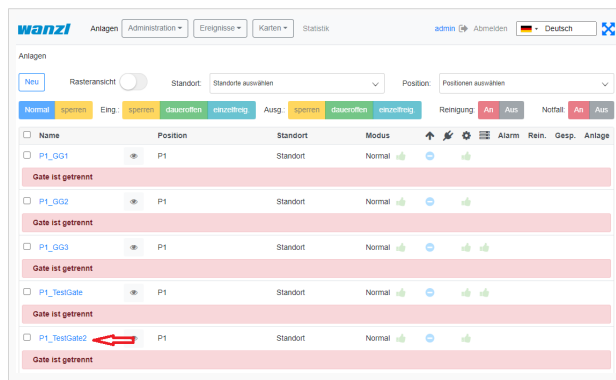 wanzl Anlagen Administration Ereignisse Karten Statistik admin Abmelden Deutsch
Anlagen
Neu Rasteransicht Standort: Standorte auswählen Position: Positionen auswählen
Normal sperren Eing.: sperren daueroffen einzelfreig. Ausg.: sperren daueroffen einzelfreig. Reinigung: An Aus Notfall: An Aus
Name Position Standort Modus Alarm Rein. Gesp. Anlage
P1_GG1 P1 Standort Normal
Gate ist getrennt
P1_GG2 P1 Standort Normal
Gate ist getrennt
P1_GG3 P1 Standort Normal
Gate ist getrennt
P1_TestGate P1 Standort Normal
Gate ist getrennt
P1_TestGate2 P1 Standort Normal
Gate ist getrennt